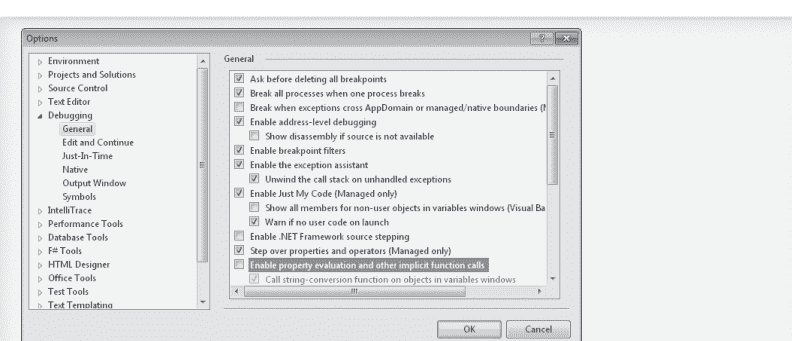 Options
Environment
Projects and Solutions
Source Control
Text Editor
Debugging
General
Edit and Continue
Just-In-Time
Native
Output Window
Symbols
IntelliTrace
Performance Tools
Database Tools
F# Tools
HTML Designer
Office Tools
Test Tools
Text Templating
General
Ask before deleting all breakpoints
Break all processes when one process breaks
Break when exceptions cross AppDomain or managed/native boundaries (M
Enable address-level debugging
Show disassembly if source is not available
Enable breakpoint filters
Enable the exception assistant
Unwind the call stack on unhandled exceptions
Enable Just My Code (Managed only)
Show all members for non-user objects in variables windows (Visual Ba
Warn if no user code on launch
Enable .NET Framework source stepping
Step over properties and operators (Managed only)
Enable property evaluation and other implicit function calls
Call string-conversion function on objects in variables windows
OK
Cancel